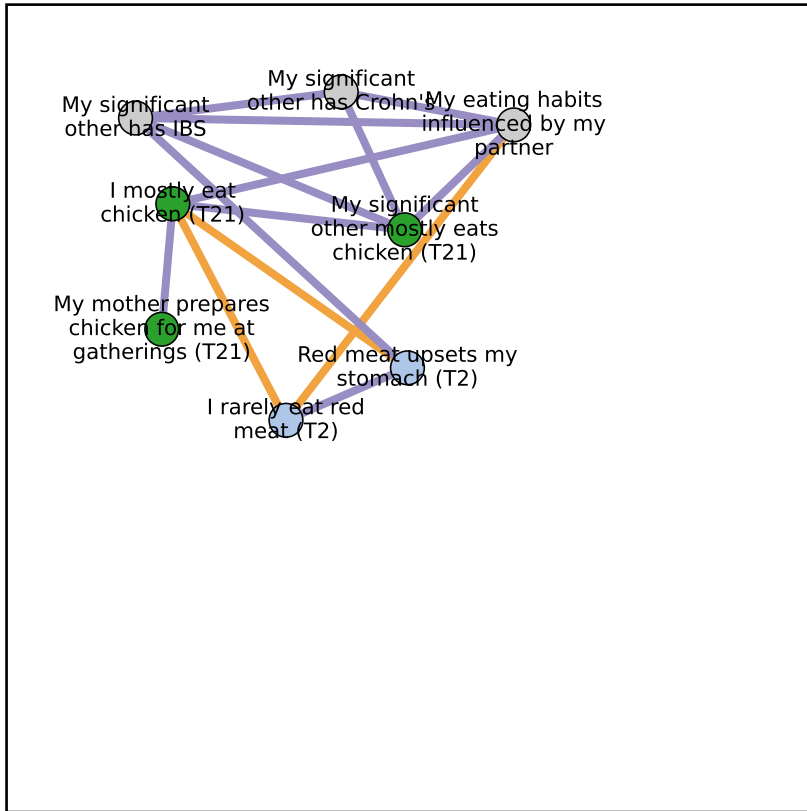 My significant
other has Crohn's
My significant
other has IBS
My eating habits
influenced by my
partner
I mostly eat
chicken (T21)
My significant
other mostly eats
chicken (T21)
My mother prepares
chicken for me at
gatherings (T21)
Red meat upsets my
stomach (T2)
I rarely eat red
meat (T2)